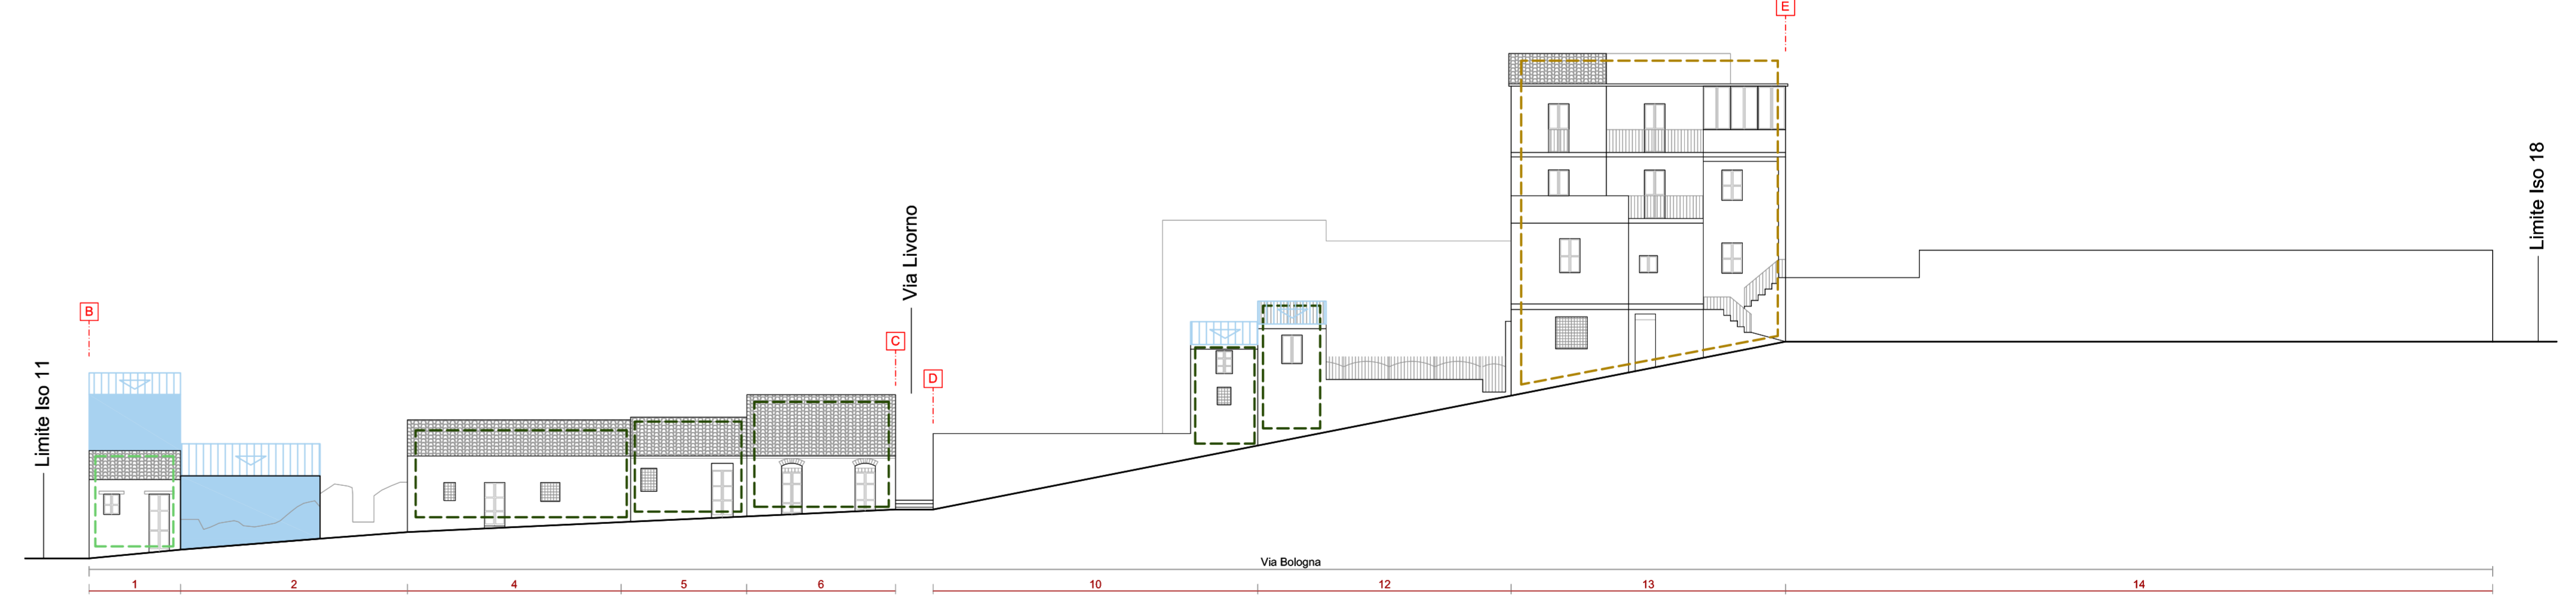 E
Limite Iso 18
Via Livorno
B
C
D
Limite Iso 11
Via Bologna
1 2 4 5 6 10 12 13 14